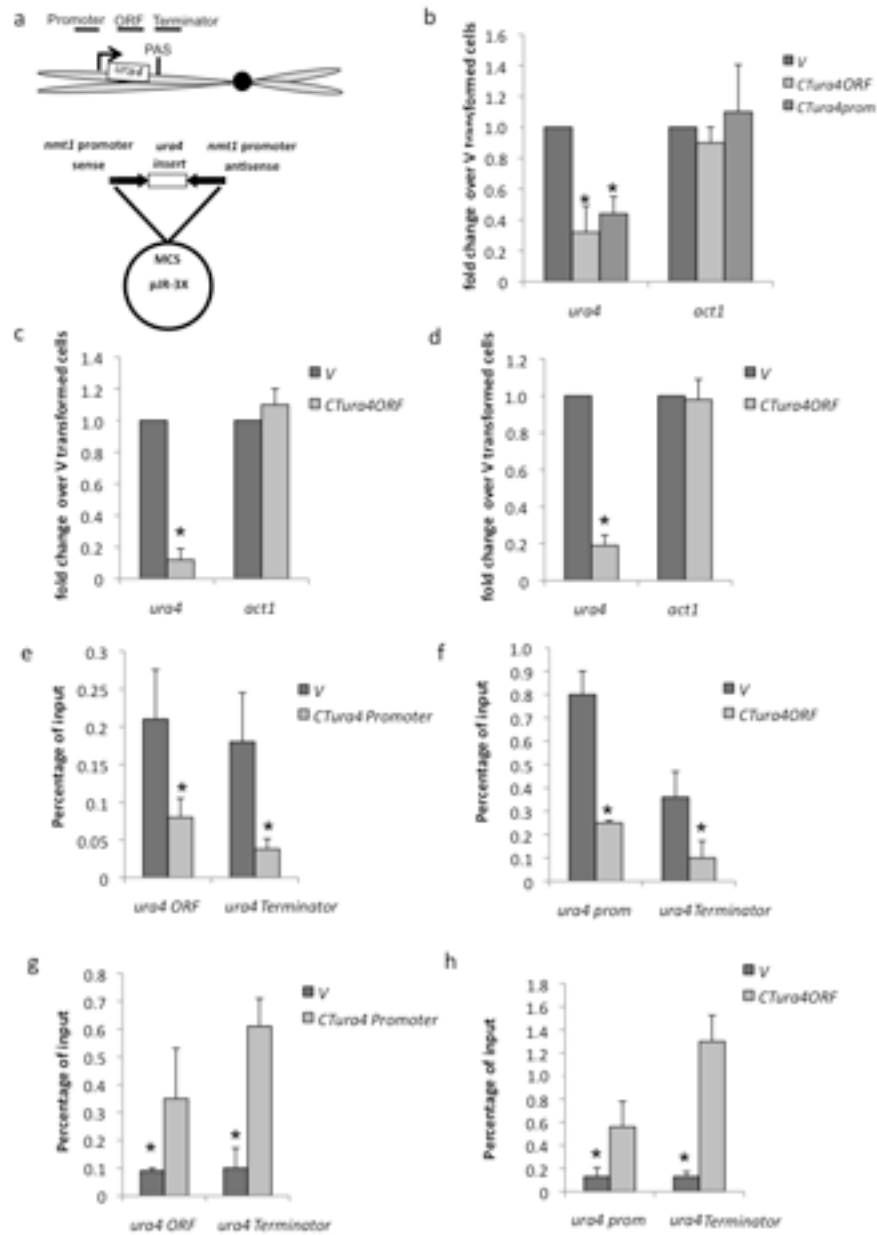 a
Promoter ORF Terminator
PAS
ura4
nmt1 promoter sense
ura4 insert
nmt1 promoter antisense
MCS
pJR-3X
b
fold change over V transformed cells
1.6
1.4
1.2
1.0
0.8
0.6
0.4
0.2
0
* *
ura4 act1
V
CTura4ORF
CTura4prom
c
fold change over V transformed cells
1.4
1.2
1.0
0.8
0.6
0.4
0.2
0
*
ura4 act1
V
CTura4ORF
d
fold change over V transformed cells
1.2
1.0
0.8
0.6
0.4
0.2
0
*
ura4 act1
V
CTura4ORF
e
Percentage of input
0.3
0.25
0.2
0.15
0.1
0.05
0
* *
ura4 ORF ura4 Terminator
V
CTura4 Promoter
f
Percentage of input
1.0
0.9
0.8
0.7
0.6
0.5
0.4
0.3
0.2
0.1
0
* *
ura4 prom ura4 Terminator
V
CTura4ORF
g
Percentage of input
0.8
0.7
0.6
0.5
0.4
0.3
0.2
0.1
0
* *
ura4 ORF ura4 Terminator
V
CTura4 Promoter
h
Percentage of input
1.8
1.6
1.4
1.2
1.0
0.8
0.6
0.4
0.2
0
* *
ura4 prom ura4 Terminator
V
CTura4ORF